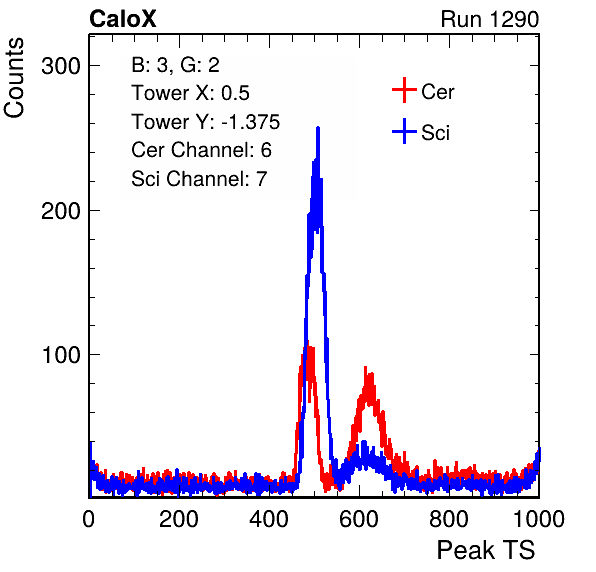 CaloX
Run 1290
Counts
300
200
100
B: 3, G: 2
Tower X: 0.5
Tower Y: -1.375
Cer Channel: 6
Sci Channel: 7
Cer
Sci
0 200 400 600 800 1000
Peak TS